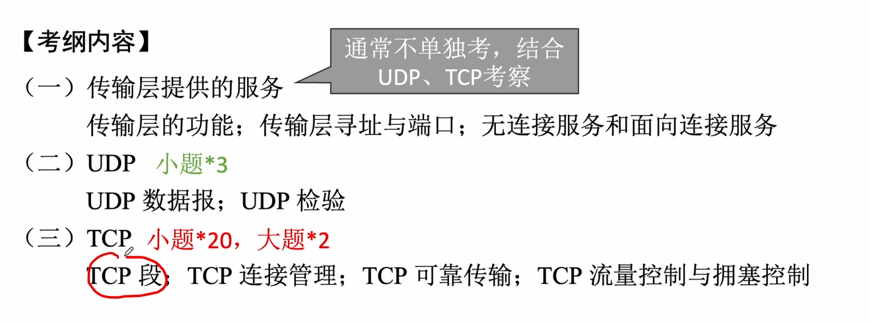 【考纲内容】
通常不单独考，结合
UDP、TCP考察
（一）传输层提供的服务
传输层的功能；传输层寻址与端口；无连接服务和面向连接服务
（二）UDP 小题*3
UDP 数据报；UDP 检验
（三）TCP 小题*20，大题*2
TCP 段；TCP 连接管理；TCP 可靠传输；TCP 流量控制与拥塞控制